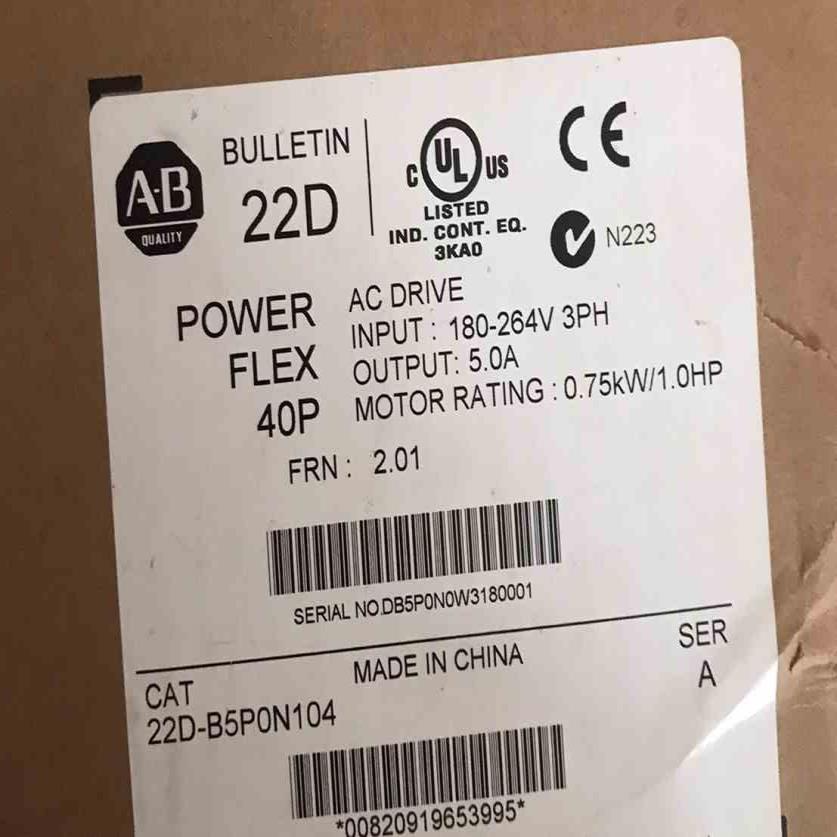 A-B
QUALITY
BULLETIN
22D
C UL US
LISTED
IND. CONT. EQ.
3KA0
CE
N223
POWER
FLEX
40P
AC DRIVE
INPUT : 180-264V 3PH
OUTPUT: 5.0A
MOTOR RATING : 0.75kW/1.0HP
FRN : 2.01
SERIAL NO.DB5P0N0W3180001
MADE IN CHINA
CAT
22D-B5P0N104
SER
A
*00820919653995*